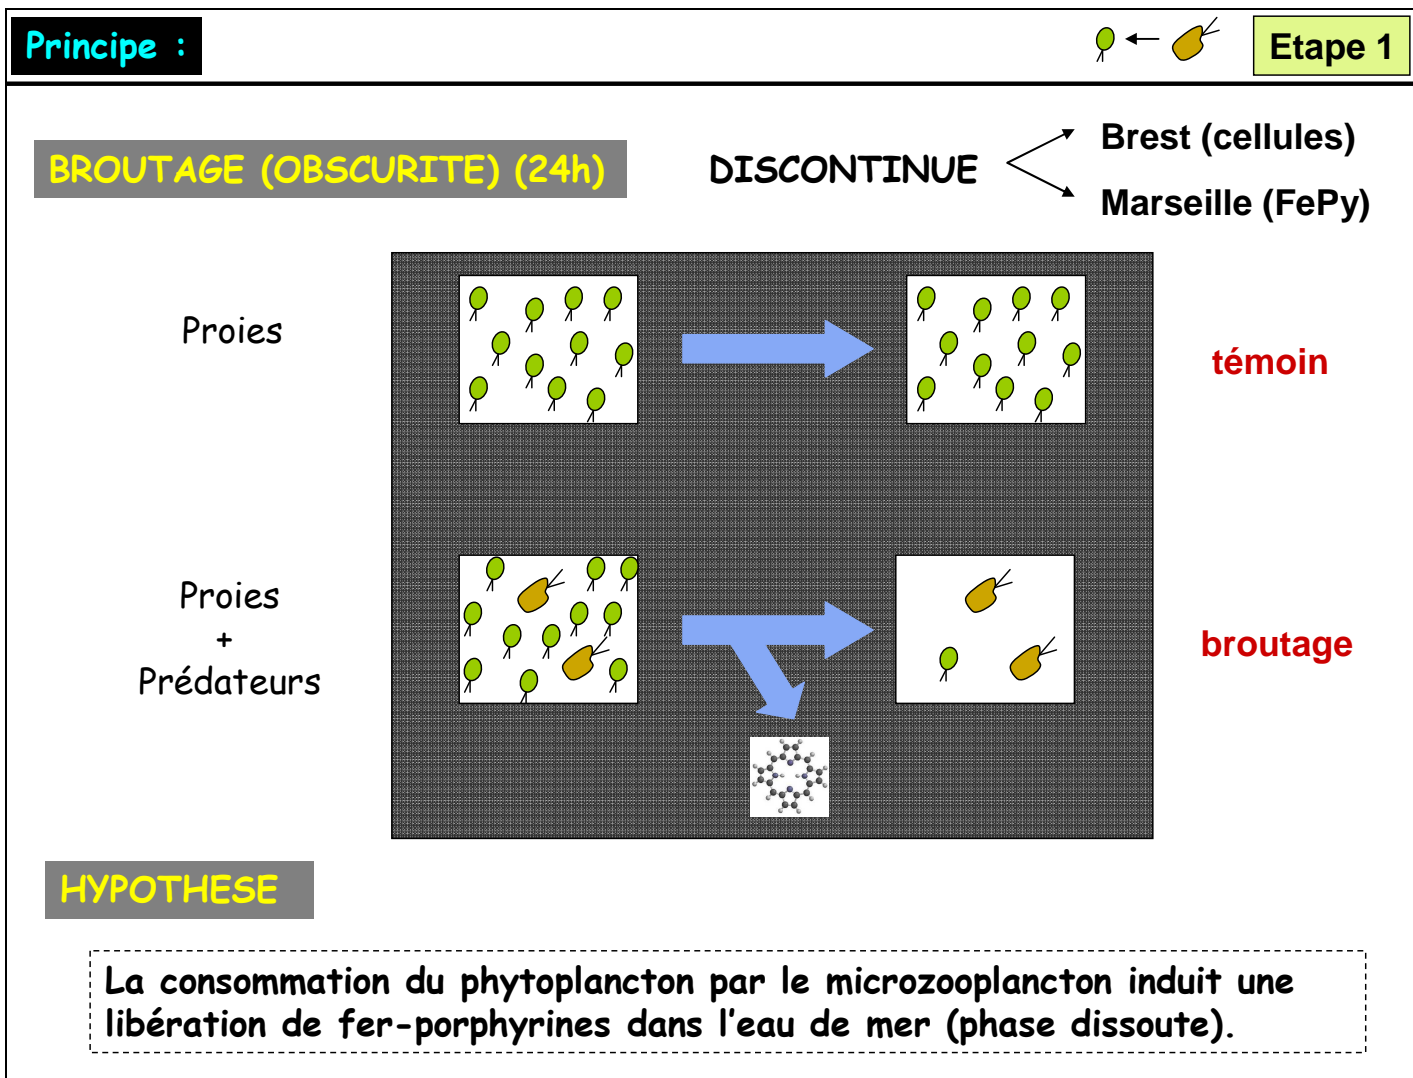 Principe :
Etape 1
BROUTAGE (OBSCURITE) (24h)
DISCONTINUE
Brest (cellules)
Marseille (FePy)
Proies
témoin
Proies
+
Prédateurs
broutage
HYPOTHESE
La consommation du phytoplancton par le microzooplancton induit une
libération de fer-porphyrines dans l'eau de mer (phase dissoute).